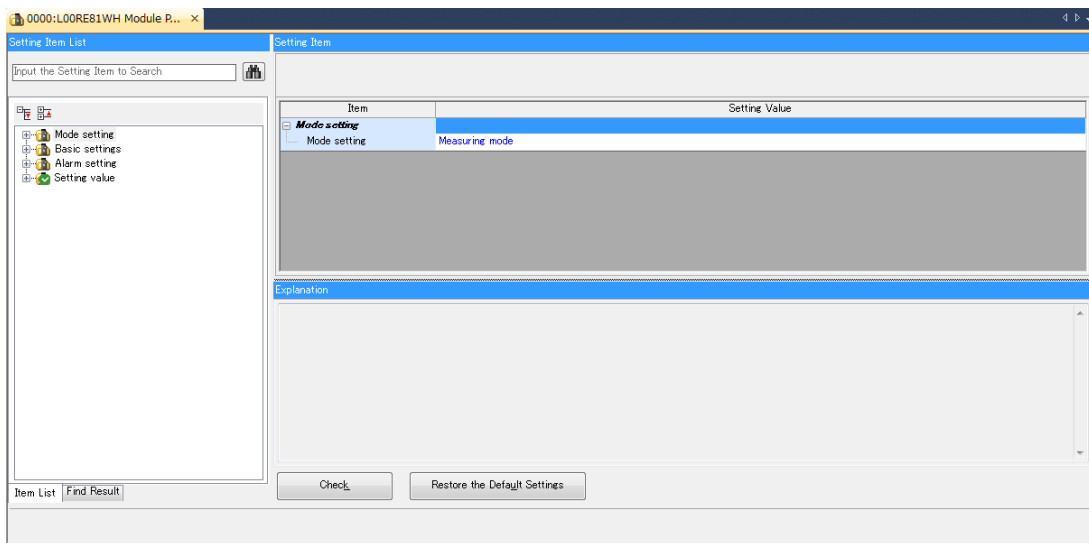 0000:L00RE81WH Module P...
Setting Item List
Setting Item
Input the Setting Item to Search
Item
Setting Value
Mode setting
Mode setting
Measuring mode
Mode setting
Basic settings
Alarm setting
Setting value
Explanation
Item List
Find Result
Check
Restore the Default Settings